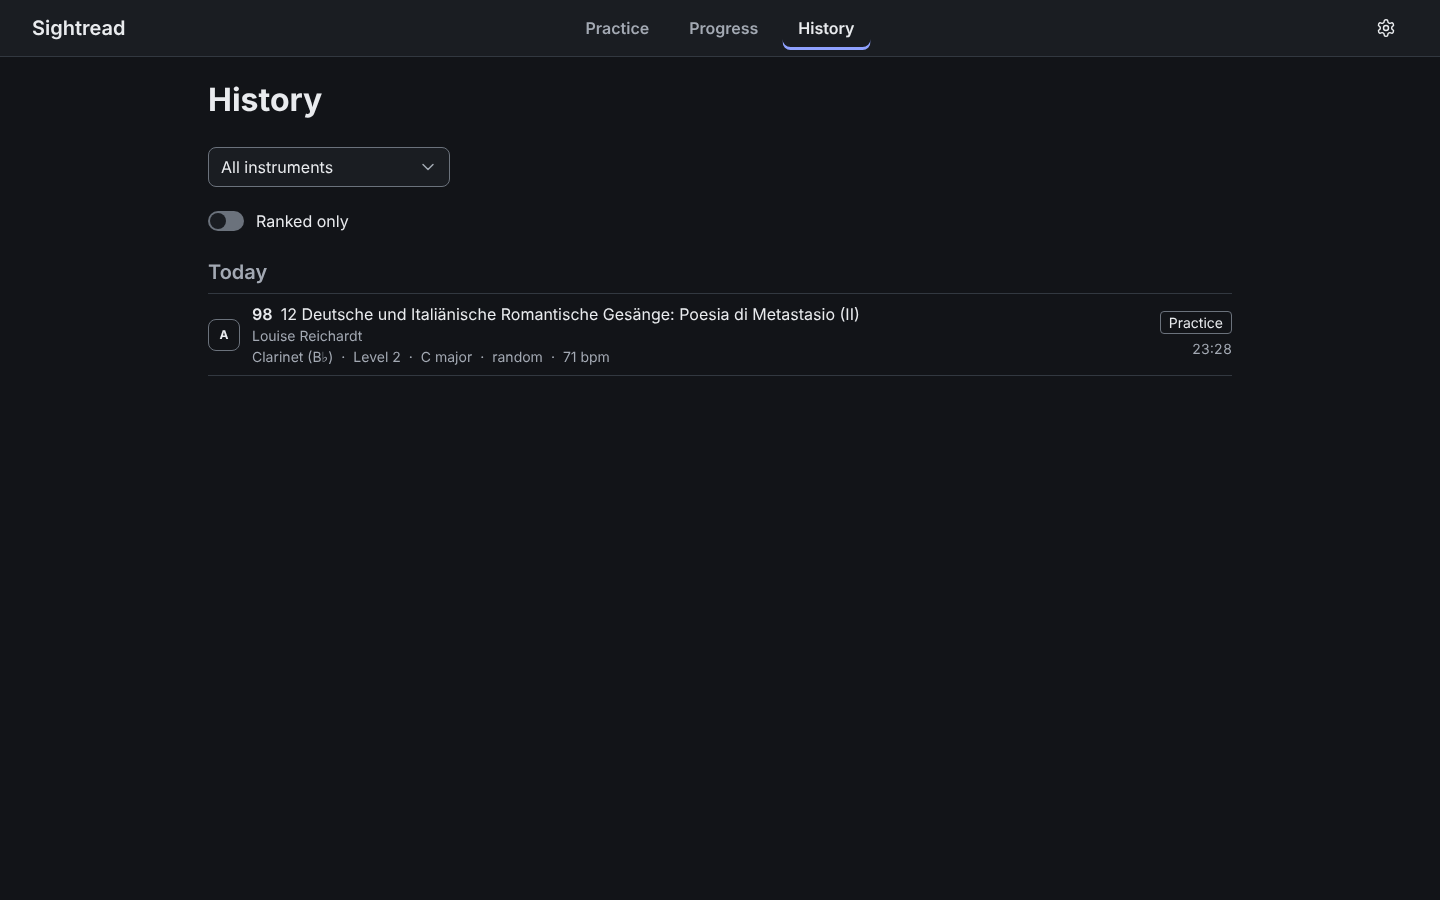 Sightread
Practice
Progress
History
History
All instruments
Ranked only
Today
A
98 12 Deutsche und Italiänische Romantische Gesänge: Poesia di Metastasio (II)
Louise Reichardt
Clarinet (B♭) · Level 2 · C major · random · 71 bpm
Practice
23:28